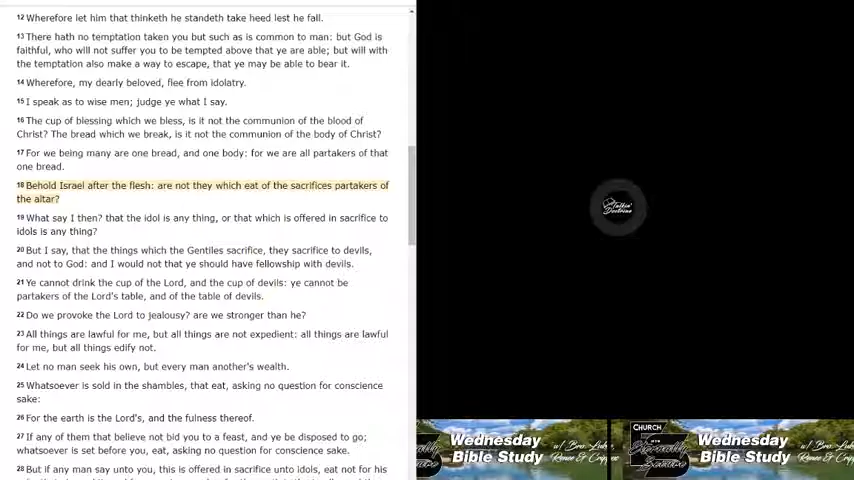 12 Wherefore let him that thinketh he standeth take heed lest he fall.
13 There hath no temptation taken you but such as is common to man: but God is
faithful, who will not suffer you to be tempted above that ye are able; but will with
the temptation also make a way to escape, that ye may be able to bear it.
14 Wherefore, my dearly beloved, flee from idolatry.
15 I speak as to wise men; judge ye what I say.
16 The cup of blessing which we bless, is it not the communion of the blood of
Christ? The bread which we break, is it not the communion of the body of Christ?
17 For we being many are one bread, and one body: for we are all partakers of that
one bread.
18 Behold Israel after the flesh: are not they which eat of the sacrifices partakers of
the altar?
19 What say I then? that the idol is any thing, or that which is offered in sacrifice to
idols is any thing?
20 But I say, that the things which the Gentiles sacrifice, they sacrifice to devils,
and not to God: and I would not that ye should have fellowship with devils.
21 Ye cannot drink the cup of the Lord, and the cup of devils: ye cannot be
partakers of the Lord's table, and of the table of devils.
22 Do we provoke the Lord to jealousy? are we stronger than he?
23 All things are lawful for me, but all things are not expedient: all things are lawful
for me, but all things edify not.
24 Let no man seek his own, but every man another's wealth.
25 Whatsoever is sold in the shambles, that eat, asking no question for conscience
sake:
26 For the earth is the Lord's, and the fulness thereof.
27 If any of them that believe not bid you to a feast, and ye be disposed to go;
whatsoever is set before you, eat, asking no question for conscience sake.
28 But if any man say unto you, this is offered in sacrifice unto idols, eat not for his
Talkin'
Doctrine
Wednesday
Bible Study
w/ Bro. Luk
Renee & Cripps
CHURCH
Eternally
Secure
Wednesday
Bible Study
w/ Bro. Luk
Renee & Cripp